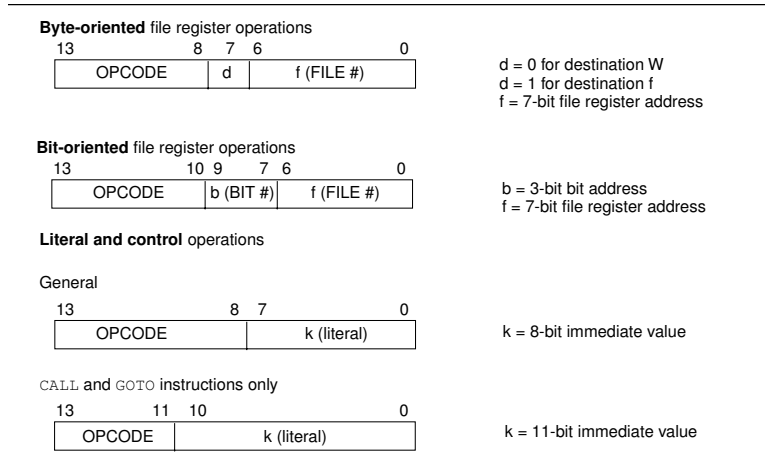 Byte-oriented file register operations
13 8 7 6 0
OPCODE d f (FILE #)
d = 0 for destination W
d = 1 for destination f
f = 7-bit file register address
Bit-oriented file register operations
13 10 9 7 6 0
OPCODE b (BIT #) f (FILE #)
b = 3-bit bit address
f = 7-bit file register address
Literal and control operations
General
13 8 7 0
OPCODE k (literal)
k = 8-bit immediate value
CALL and GOTO instructions only
13 11 10 0
OPCODE k (literal)
k = 11-bit immediate value